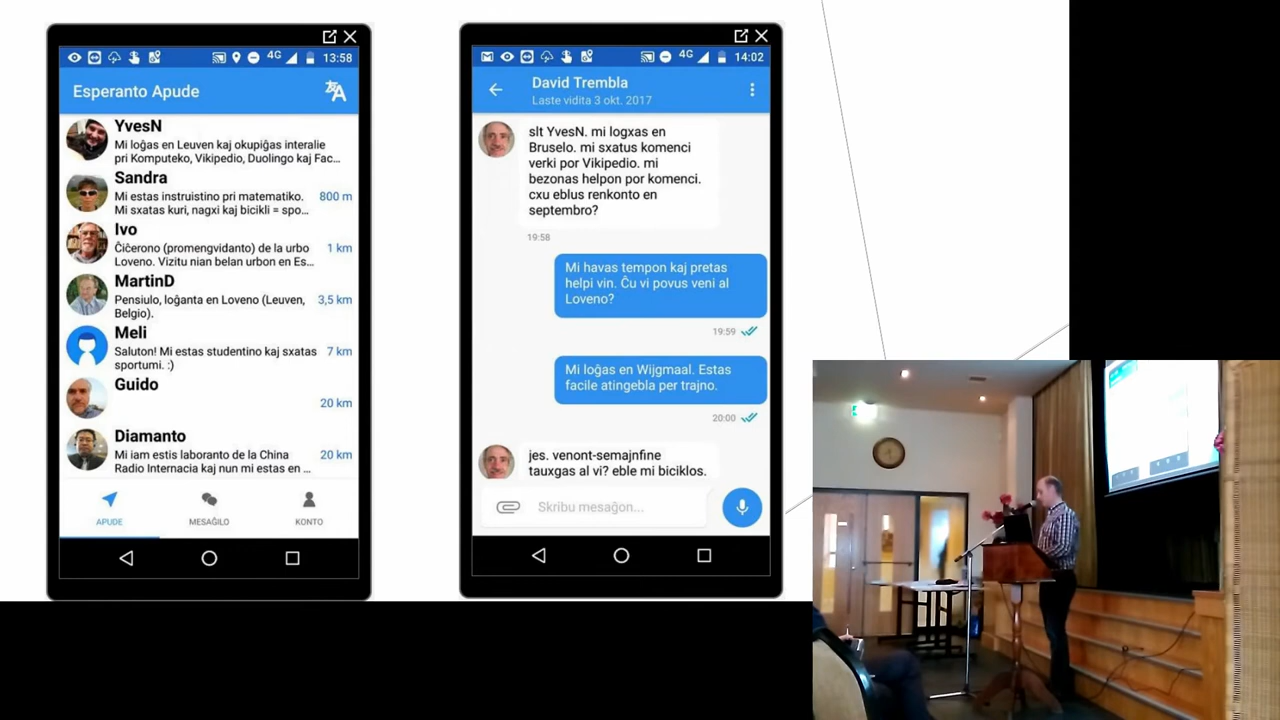 13:58
Esperanto Apude
YvesN
Mi loĝas en Leuven kaj okupiĝas interalie
pri Komputeko, Vikipedio, Duolingo kaj Fac...
Sandra
Mi estas instruistino pri matematiko.
Mi sxatas kuri, nagxi kaj bicikli = spo...
800 m
Ivo
Ĉiĉerono (promengvidanto) de la urbo
Loveno. Vizitu nian belan urbon en Es...
1 km
MartinD
Pensiulo, loĝanta en Loveno (Leuven,
Belgio).
3,5 km
Meli
Saluton! Mi estas studentino kaj sxatas
sportumi. :)
7 km
Guido
20 km
Diamanto
Mi iam estis laboranto de la China
Radio Internacia kaj nun mi estas en ...
20 km
APUDE
MESAĜILO
KONTO
4G
14:02
David Trembla
Laste vidita 3 okt. 2017
slt YvesN. mi logxas en
Bruselo. mi sxatus komenci
verki por Vikipedio. mi
bezonas helpon por komenci.
cxu eblus renkonto en
septembro?
19:58
Mi havas tempon kaj pretas
helpi vin. Ĉu vi povus veni al
Loveno?
19:59
Mi loĝas en Wijgmaal. Estas
facile atingebla per trajno.
20:00
jes. venont-semajnfine
tauxgas al vi? eble mi biciklos.
Skribu mesaĝon...
4G